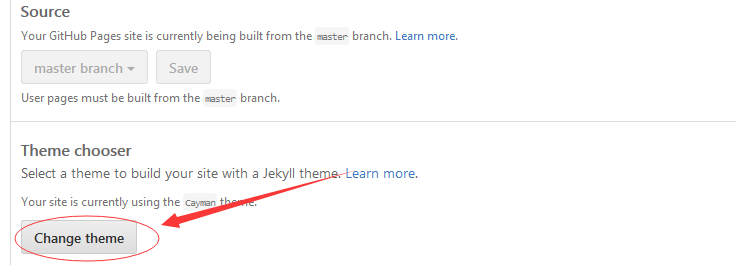 Source
Your GitHub Pages site is currently being built from the master branch. Learn more.
master branch Save
User pages must be built from the master branch.
Theme chooser
Select a theme to build your site with a Jekyll theme. Learn more.
Your site is currently using the Cayman theme.
Change theme